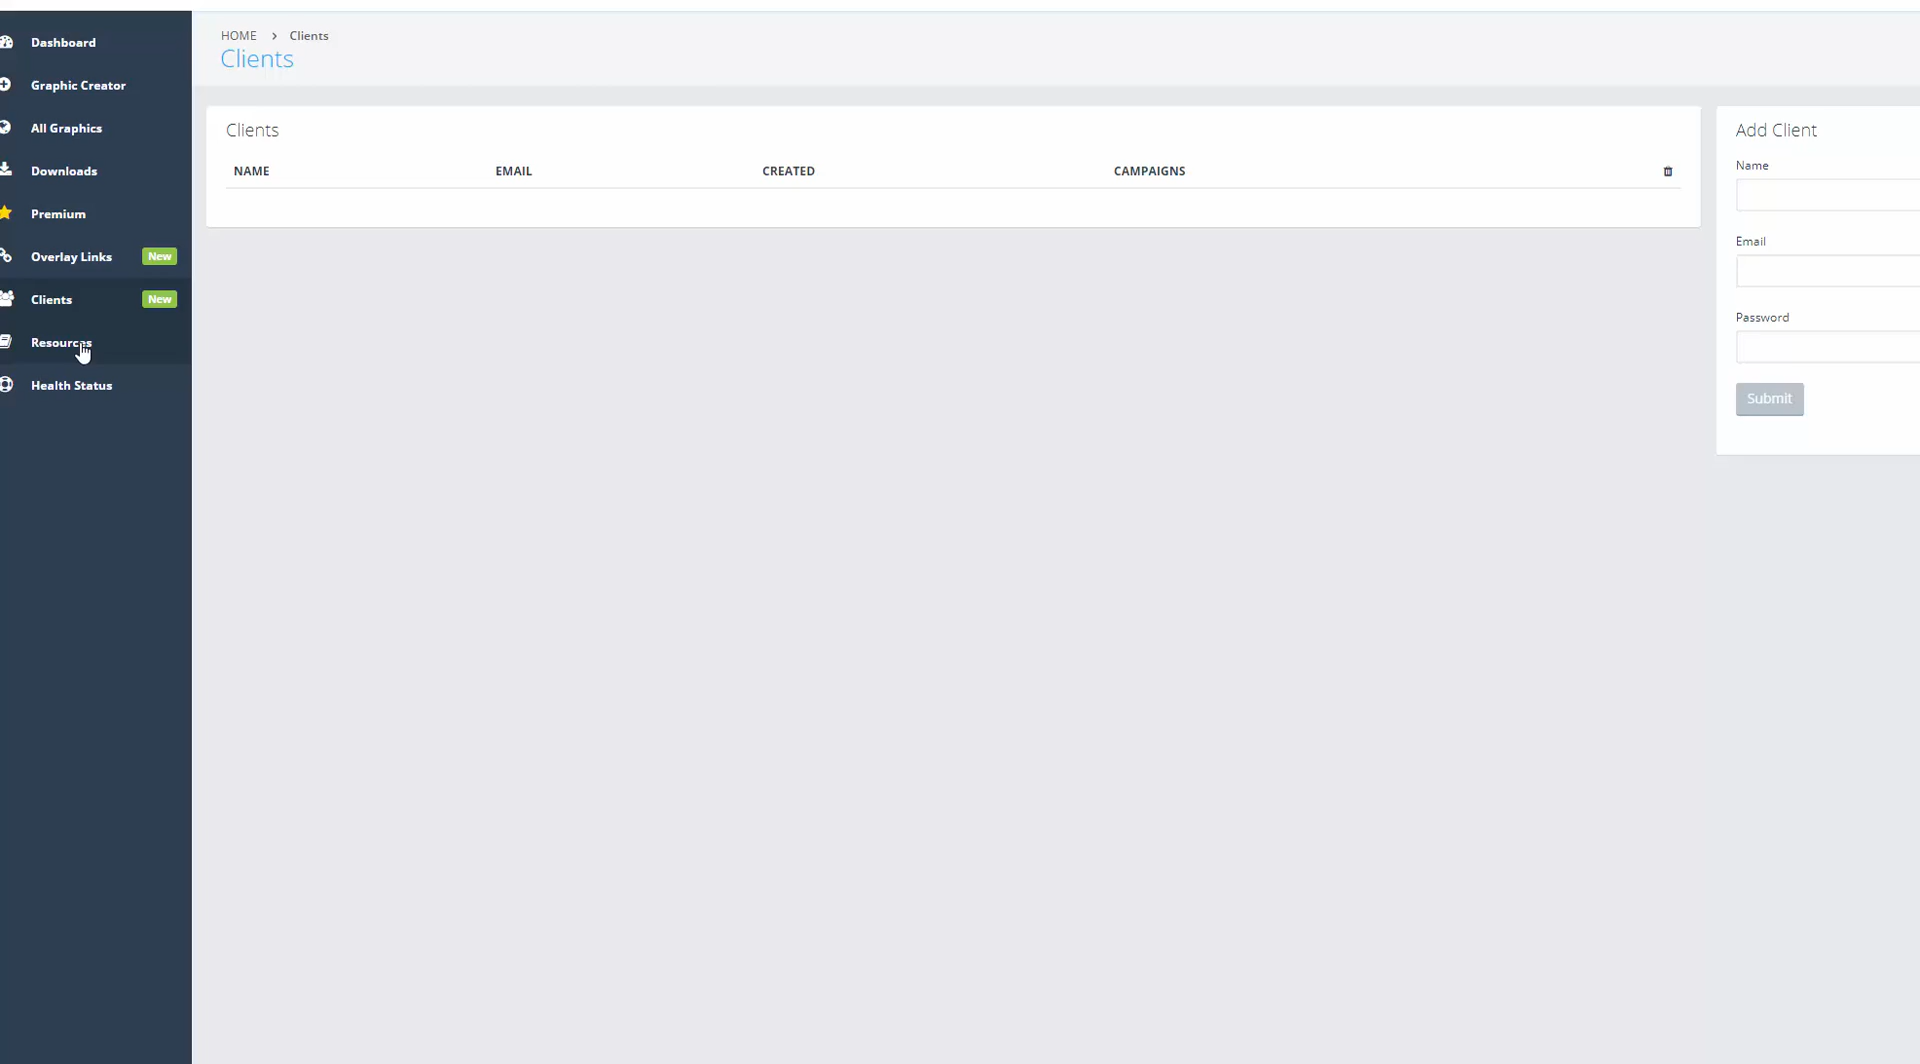 Dashboard
Graphic Creator
All Graphics
Downloads
Premium
Overlay Links New
Clients New
Resources
Health Status
HOME > Clients
Clients
Clients
NAME EMAIL CREATED CAMPAIGNS
Add Client
Name
Email
Password
Submit